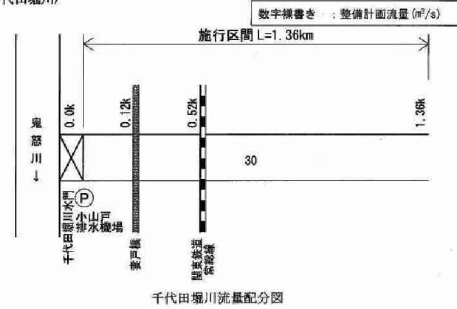 代田堀川)
数字裸書き : 整備計画流量(m³/s)
施行区間 L=1.36km
0.0k
0.12k
0.52k
1.36k
鬼怒川↓
30
P
千代田堀川水門
小山戸
排水機場
妻戸橋
関東鉄道
常総線
千代田堀川流量配分図